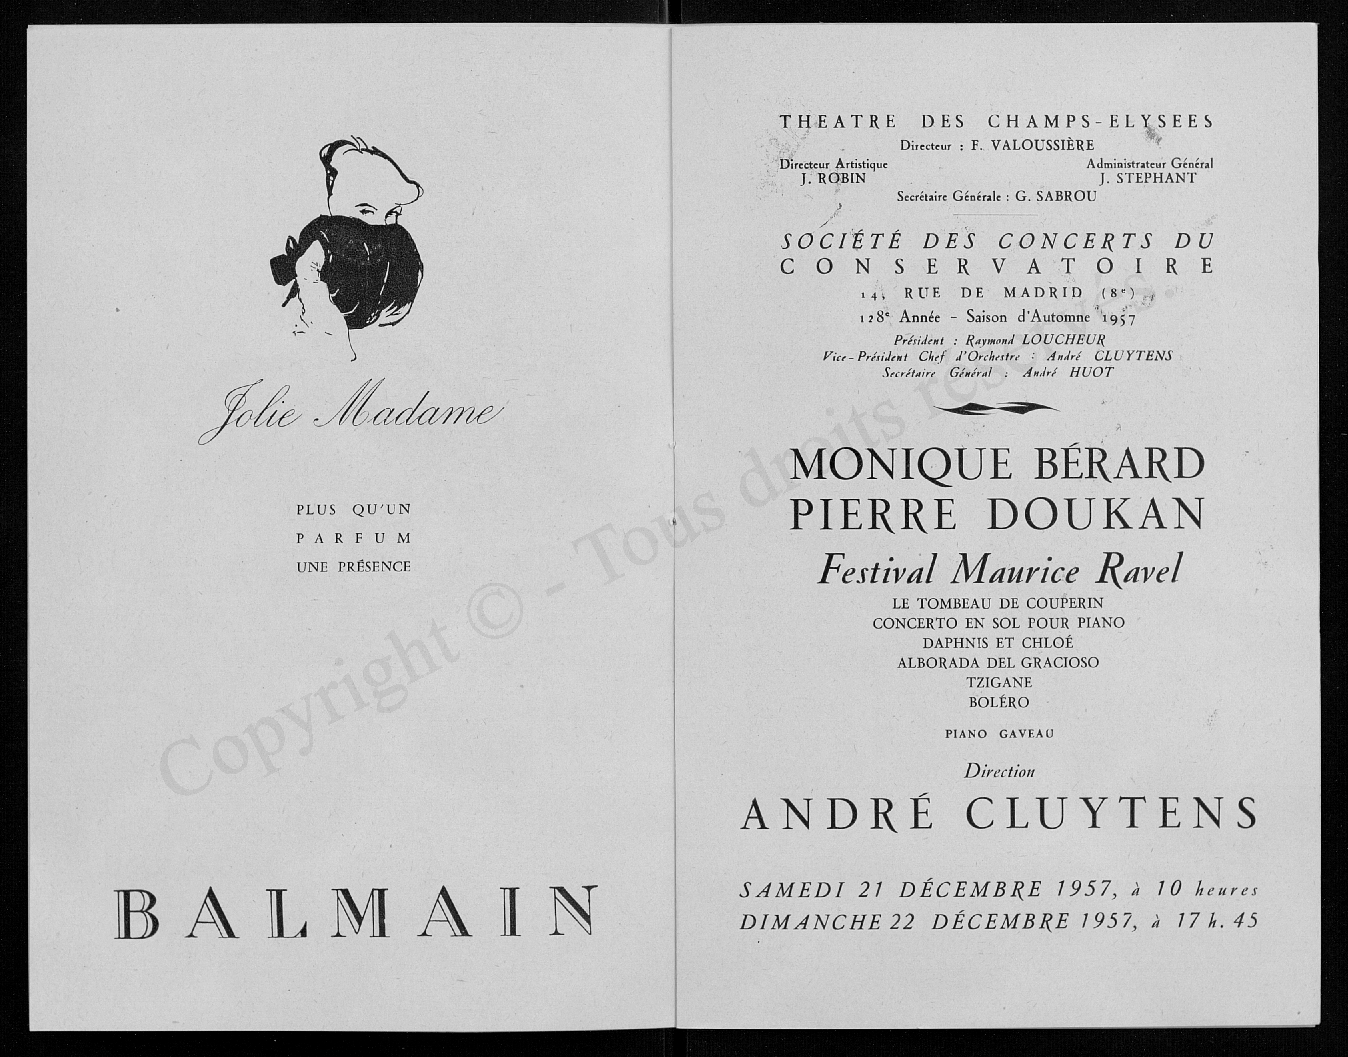 Jolie Madame
PLUS QU'UN
PARFUM
UNE PRÉSENCE
BALMAIN
THEATRE DES CHAMPS-ELYSEES
Directeur : F. VALOUSSIÈRE
Directeur Artistique Administrateur Général
J. ROBIN J. STEPHANT
Secrétaire Générale : G. SABROU
SOCIÉTÉ DES CONCERTS DU
CONSERVATOIRE
14, RUE DE MADRID (8e)
128e Année - Saison d'Automne 1957
Président : Raymond LOUCHEUR
Vice-Président Chef d'Orchestre : André CLUYTENS
Secrétaire Général : André HUOT
MONIQUE BÉRARD
PIERRE DOUKAN
Festival Maurice Ravel
LE TOMBEAU DE COUPERIN
CONCERTO EN SOL POUR PIANO
DAPHNIS ET CHLOÉ
ALBORADA DEL GRACIOSO
TZIGANE
BOLÉRO
PIANO GAVEAU
Direction
ANDRÉ CLUYTENS
SAMEDI 21 DÉCEMBRE 1957, à 10 heures
DIMANCHE 22 DÉCEMBRE 1957, à 17 h. 45
Copyright © - Tous droits réservés.